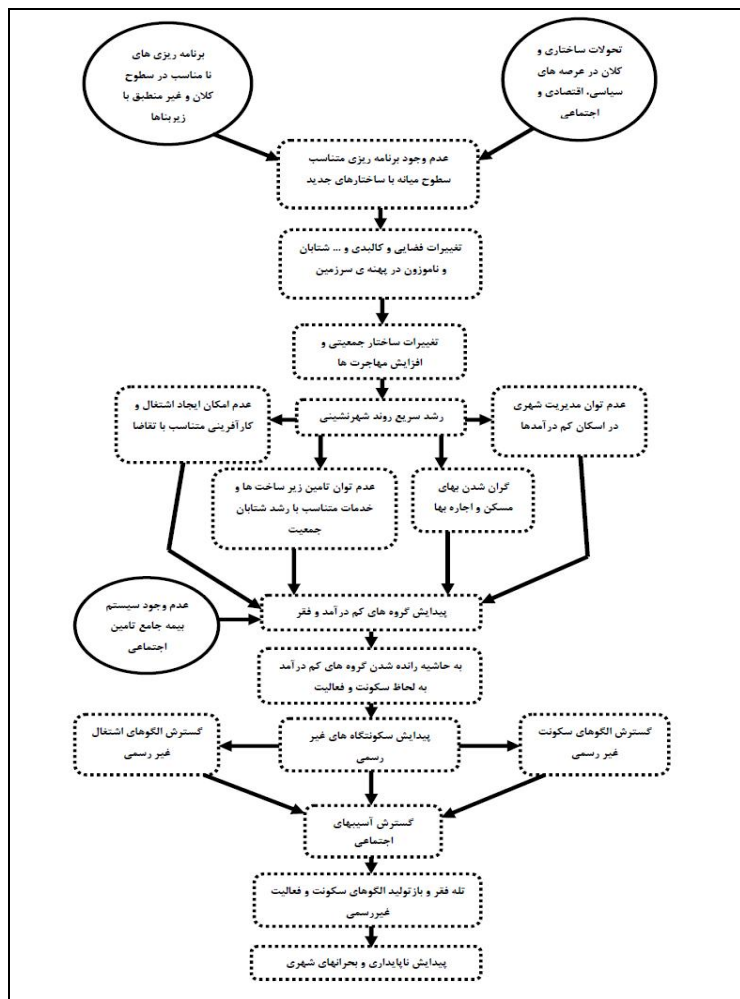 تحولات ساختاری و
کلان در عرصه های
سیاسی، اقتصادی و
اجتماعی
برنامه ریزی های
نا مناسب در سطوح
کلان و غیر منطبق با
زیربناها
عدم وجود برنامه ریزی متناسب
سطوح میانه با ساختارهای جدید
تغییرات فضایی و کالبدی و ... شتابان
و ناموزون در پهنه ی سرزمین
تغییرات ساختار جمعیتی و
افزایش مهاجرت ها
عدم توان مدیریت شهری
در اسکان کم درآمدها
رشد سریع روند شهرنشینی
عدم امکان ایجاد اشتغال و
کارآفرینی متناسب با تقاضا
گران شدن بهای
مسکن و اجاره بها
عدم توان تامین زیر ساخت ها و
خدمات متناسب با رشد شتابان
جمعیت
پیدایش گروه های کم درآمد و فقر
عدم وجود سیستم
بیمه جامع تامین
اجتماعی
به حاشیه رانده شدن گروه های کم درآمد
به لحاظ سکونت و فعالیت
گسترش الگوهای سکونت
غیر رسمی
پیدایش سکونتگاه های غیر
رسمی
گسترش الگوهای اشتغال
غیر رسمی
گسترش آسیبهای
اجتماعی
تله فقر و بازتولید الگوهای سکونت و فعالیت
غیررسمی
پیدایش ناپایداری و بحرانهای شهری